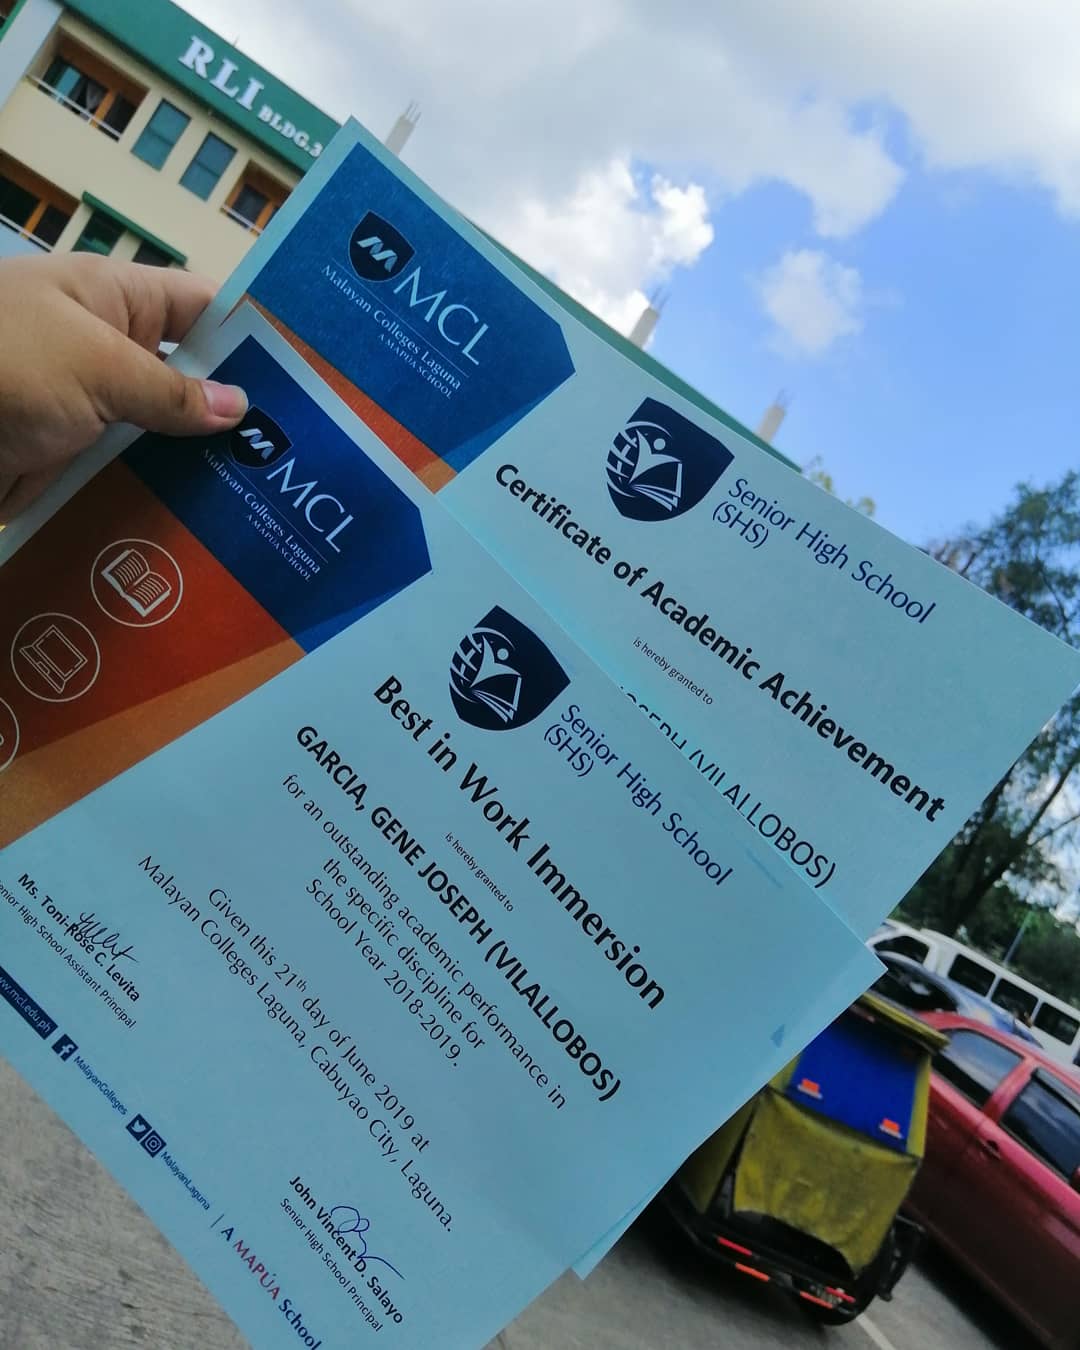 RLI BLDG.3
MCL
Malayan Colleges Laguna
A MAPÚA SCHOOL
Senior High School
(SHS)
Certificate of Academic Achievement
is hereby granted to
JOSEPH (VILALLOBOS)
MCL
Malayan Colleges Laguna
A MAPÚA SCHOOL
Senior High School
(SHS)
Best in Work Immersion
is hereby granted to
GARCIA, GENE JOSEPH (VILALLOBOS)
for an outstanding academic performance in
the specific discipline for
School Year 2018-2019.
Given this 21th day of June 2019 at
Malayan Colleges Laguna, Cabuyao City, Laguna.
Ms. Toni-Rose C. Levita
Senior High School Assistant Principal
John Vincent D. Salayo
Senior High School Principal
www.mcl.edu.ph MalayanColleges MalayanLaguna | A MAPÚA School